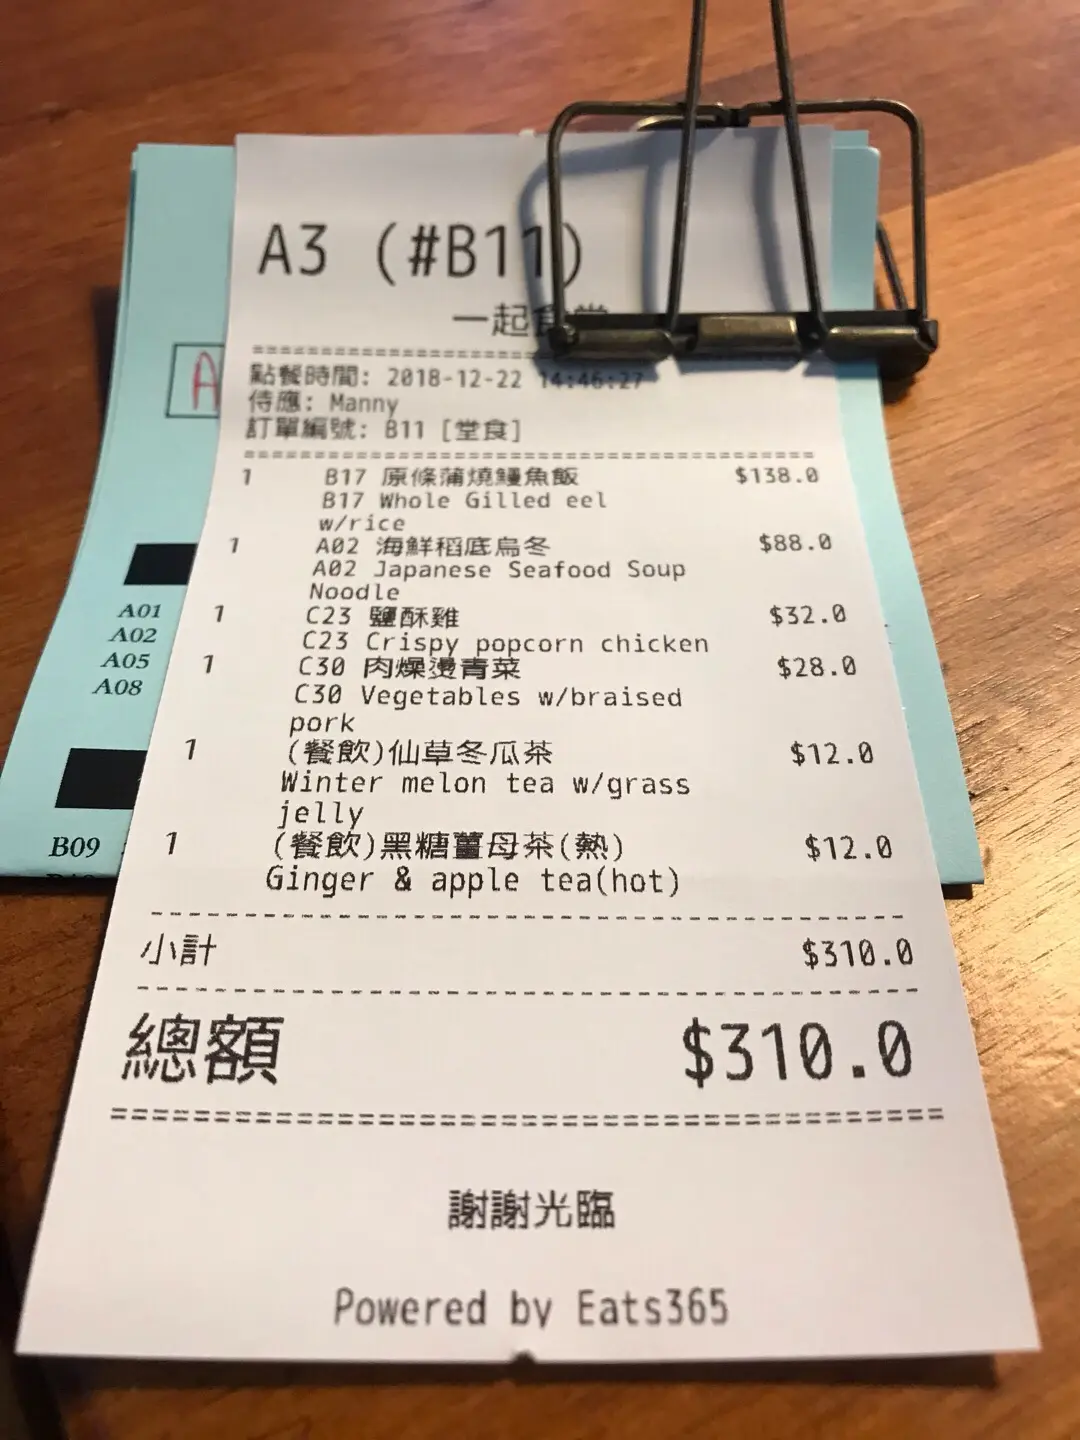 A3 (#B11)
一起食堂
點餐時間: 2018-12-22 14:46:27
侍應: Manny
訂單編號: B11 [堂食]
1 B17 原條蒲燒鰻魚飯 $138.0
B17 Whole Gilled eel
w/rice
1 A02 海鮮稻底烏冬 $88.0
A02 Japanese Seafood Soup
Noodle
1 C23 鹽酥雞 $32.0
C23 Crispy popcorn chicken
1 C30 肉燥燙青菜 $28.0
C30 Vegetables w/braised
pork
1 (餐飲)仙草冬瓜茶 $12.0
Winter melon tea w/grass
jelly
1 (餐飲)黑糖薑母茶(熱) $12.0
Ginger & apple tea(hot)
小計 $310.0
總額 $310.0
謝謝光臨
Powered by Eats365
A
A01
A02
A05
A08
B09